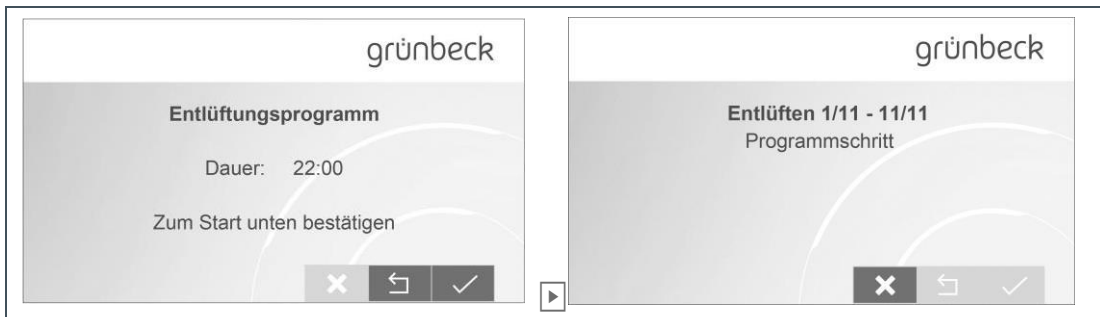 grünbeck
Entlüftungsprogramm
Dauer: 22:00
Zum Start unten bestätigen
grünbeck
Entlüften 1/11 - 11/11
Programmschritt